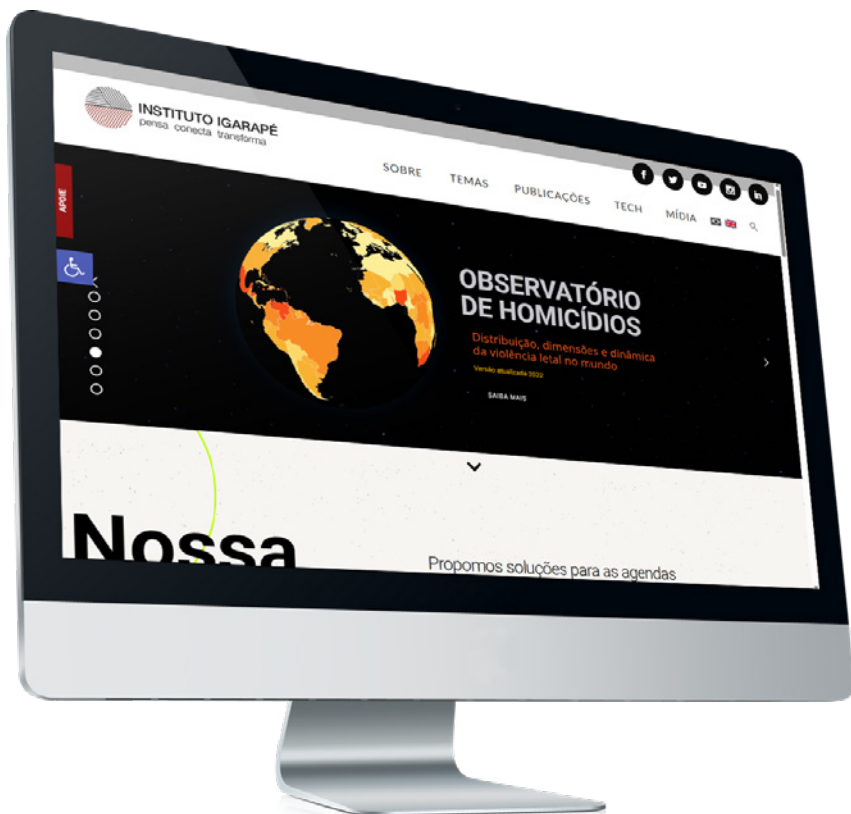 INSTITUTO IGARAPÉ
pensa conecta transforma
SOBRE TEMAS PUBLICAÇÕES TECH MÍDIA
APOIE
OBSERVATÓRIO
DE HOMICÍDIOS
Distribuição, dimensões e dinâmica
da violência letal no mundo
Versão atualizada 2022
SAIBA MAIS
Nossa
Propomos soluções para as agendas